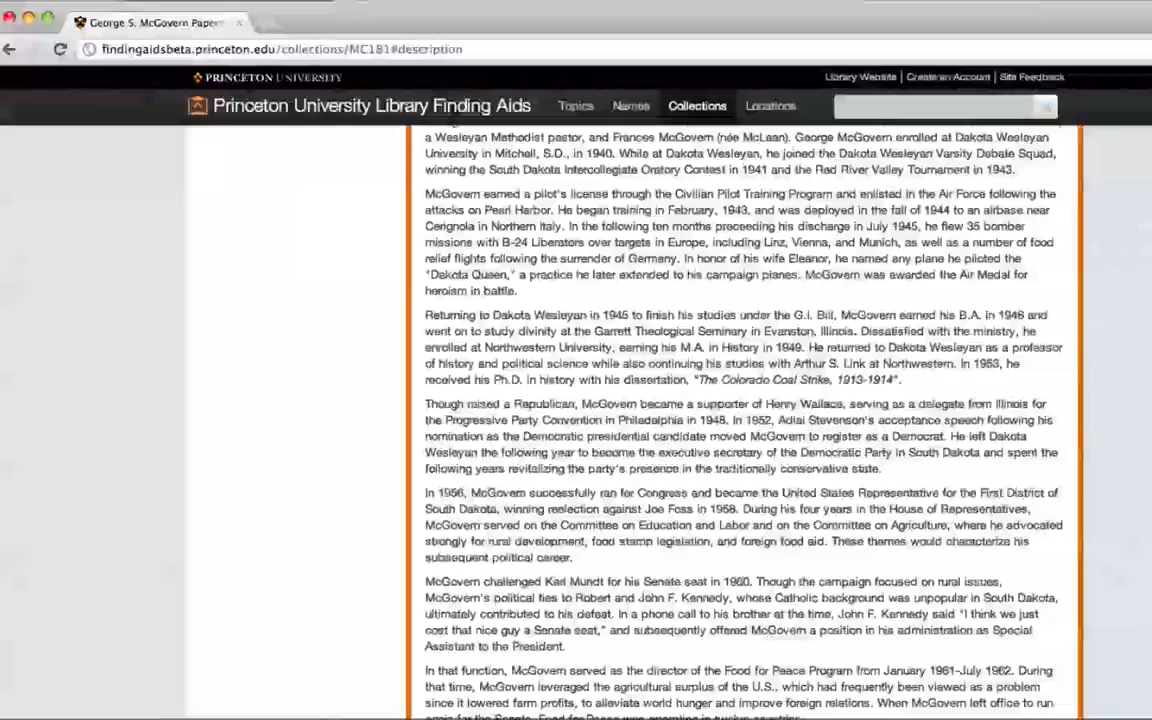 George S. McGovern Paper
findingaidsbeta.princeton.edu/collections/MC181#description
PRINCETON UNIVERSITY
Library Website | Create an Account | Site Feedback
Princeton University Library Finding Aids
Topics Names Collections Locations
a Wesleyan Methodist pastor, and Frances McGovern (née McLean). George McGovern enrolled at Dakota Wesleyan
University in Mitchell, S.D., in 1940. While at Dakota Wesleyan, he joined the Dakota Wesleyan Varsity Debate Squad,
winning the South Dakota Intercollegiate Oratory Contest in 1941 and the Red River Valley Tournament in 1943.
McGovern earned a pilot's license through the Civilian Pilot Training Program and enlisted in the Air Force following the
attacks on Pearl Harbor. He began training in February, 1943, and was deployed in the fall of 1944 to an airbase near
Cerignola in Northern Italy. In the following ten months preceeding his discharge in July 1945, he flew 35 bomber
missions with B-24 Liberators over targets in Europe, including Linz, Vienna, and Munich, as well as a number of food
relief flights following the surrender of Germany. In honor of his wife Eleanor, he named any plane he piloted the
"Dakota Queen," a practice he later extended to his campaign planes. McGovern was awarded the Air Medal for
heroism in battle.
Returning to Dakota Wesleyan in 1945 to finish his studies under the G.I. Bill, McGovern earned his B.A. in 1946 and
went on to study divinity at the Garrett Theological Seminary in Evanston, Illinois. Dissatisfied with the ministry, he
enrolled at Northwestern University, earning his M.A. in History in 1949. He returned to Dakota Wesleyan as a professor
of history and political science while also continuing his studies with Arthur S. Link at Northwestern. In 1953, he
received his Ph.D. in history with his dissertation, "The Colorado Coal Strike, 1913-1914".
Though raised a Republican, McGovern became a supporter of Henry Wallace, serving as a delegate from Illinois for
the Progressive Party Convention in Philadelphia in 1948. In 1952, Adlai Stevenson's acceptance speech following his
nomination as the Democratic presidential candidate moved McGovern to register as a Democrat. He left Dakota
Wesleyan the following year to become the executive secretary of the Democratic Party in South Dakota and spent the
following years revitalizing the party's presence in the traditionally conservative state.
In 1956, McGovern successfully ran for Congress and became the United States Representative for the First District of
South Dakota, winning reelection against Joe Foss in 1958. During his four years in the House of Representatives,
McGovern served on the Committee on Education and Labor and on the Committee on Agriculture, where he advocated
strongly for rural development, food stamp legislation, and foreign food aid. These themes would characterize his
subsequent political career.
McGovern challenged Karl Mundt for his Senate seat in 1960. Though the campaign focused on rural issues,
McGovern's political ties to Robert and John F. Kennedy, whose Catholic background was unpopular in South Dakota,
ultimately contributed to his defeat. In a phone call to his brother at the time, John F. Kennedy said "I think we just
cost that nice guy a Senate seat," and subsequently offered McGovern a position in his administration as Special
Assistant to the President.
In that function, McGovern served as the director of the Food for Peace Program from January 1961-July 1962. During
that time, McGovern leveraged the agricultural surplus of the U.S., which had frequently been viewed as a problem
since it lowered farm profits, to alleviate world hunger and improve foreign relations. When McGovern left office to run
again for the Senate, Food for Peace was operating in twelve countries.